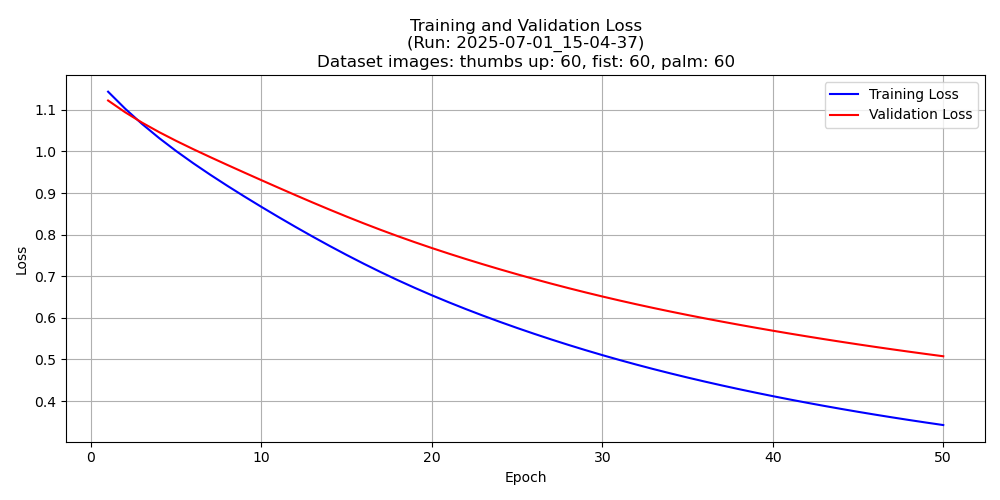 Training and Validation Loss
(Run: 2025-07-01_15-04-37)
Dataset images: thumbs up: 60, fist: 60, palm: 60
Training Loss
Validation Loss
1.1
1.0
0.9
0.8
0.7
0.6
0.5
0.4
Loss
0 10 20 30 40 50
Epoch